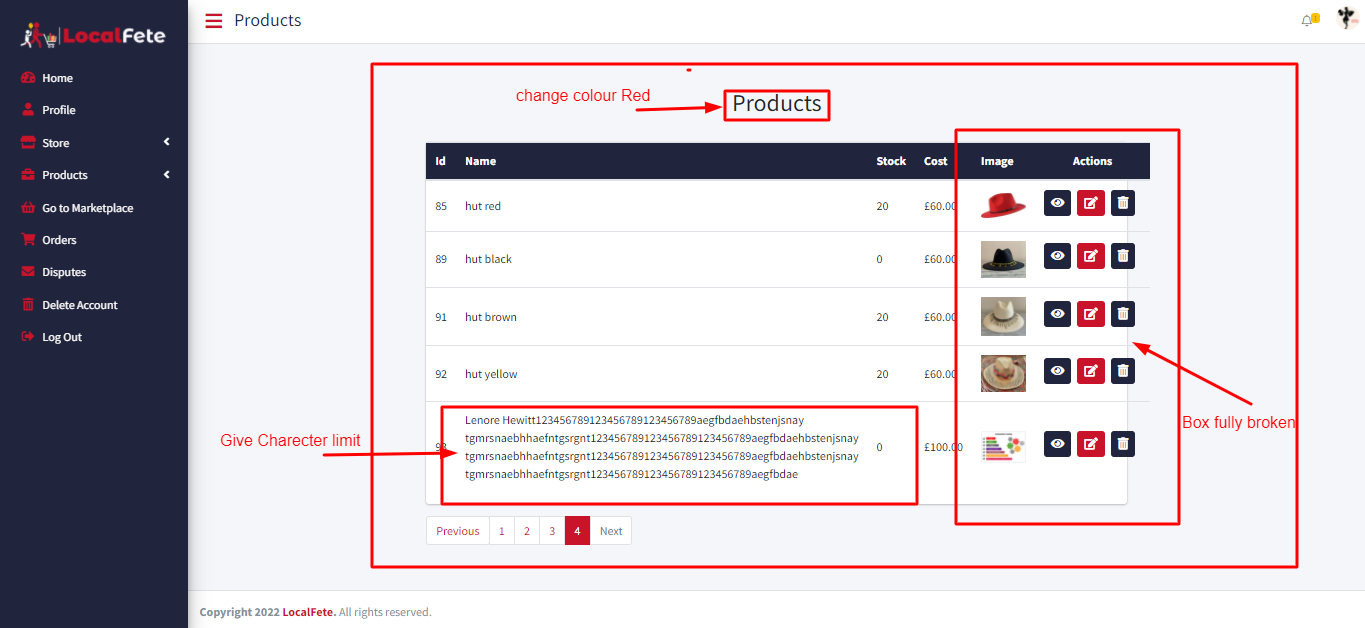 LocalFete
Products
2
Home
Profile
Store
Products
Go to Marketplace
Orders
Disputes
Delete Account
Log Out
change colour Red
Products
Id Name Stock Cost Image Actions
85 hut red 20 £60.00
89 hut black 0 £60.00
91 hut brown 20 £60.00
92 hut yellow 20 £60.00
Box fully broken
Give Charecter limit
Lenore Hewitt123456789123456789123456789aegfbdaehbstenjsnay
tgmrsnaebhhaefntgsrgnt123456789123456789123456789aegfbdaehbstenjsnay
93 tgmrsnaebhhaefntgsrgnt123456789123456789123456789aegfbdaehbstenjsnay 0 £100.00
tgmrsnaebhhaefntgsrgnt123456789123456789123456789aegfbdae
Previous 1 2 3 4 Next
Copyright 2022 LocalFete. All rights reserved.